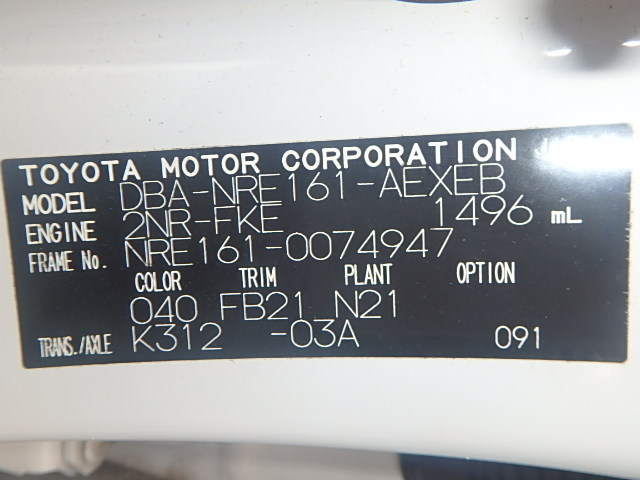 TOYOTA MOTOR CORPORATION
MODEL DBA-NRE161-AEXEB
ENGINE 2NR-FKE 1496 mL
FRAME No. NRE161-0074947
COLOR TRIM PLANT OPTION
040 FB21 N21
TRANS./AXLE K312 -03A 091